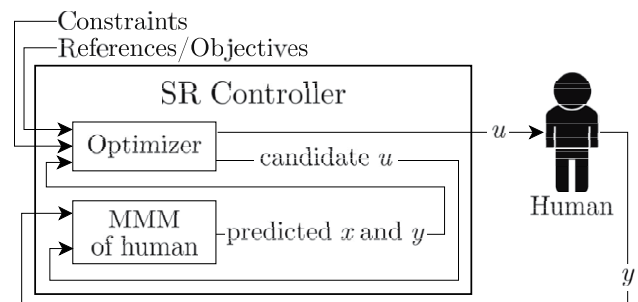 Constraints
References/Objectives
SR Controller
Optimizer
candidate u
u
Human
MMM
of human
predicted x and y
y